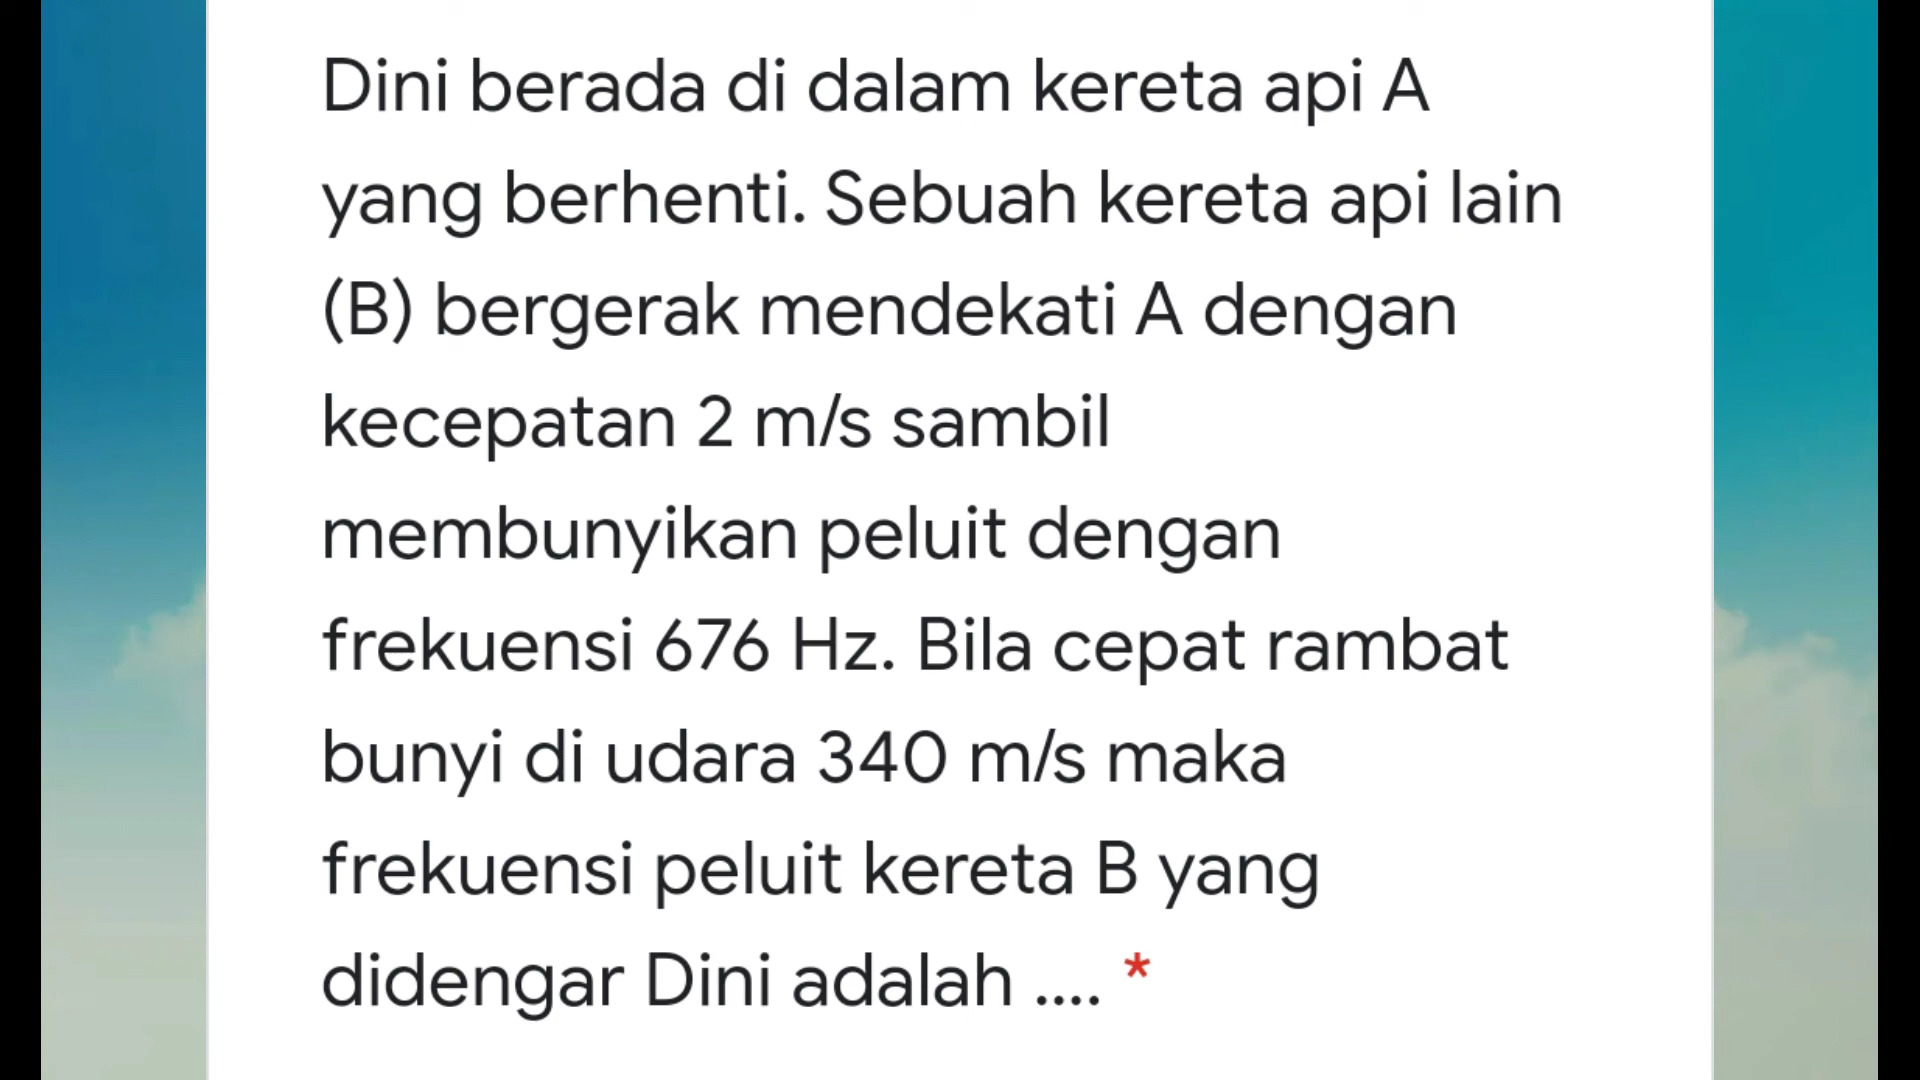 Dini berada di dalam kereta api A
yang berhenti. Sebuah kereta api lain
(B) bergerak mendekati A dengan
kecepatan 2 m/s sambil
membunyikan peluit dengan
frekuensi 676 Hz. Bila cepat rambat
bunyi di udara 340 m/s maka
frekuensi peluit kereta B yang
didengar Dini adalah .... *